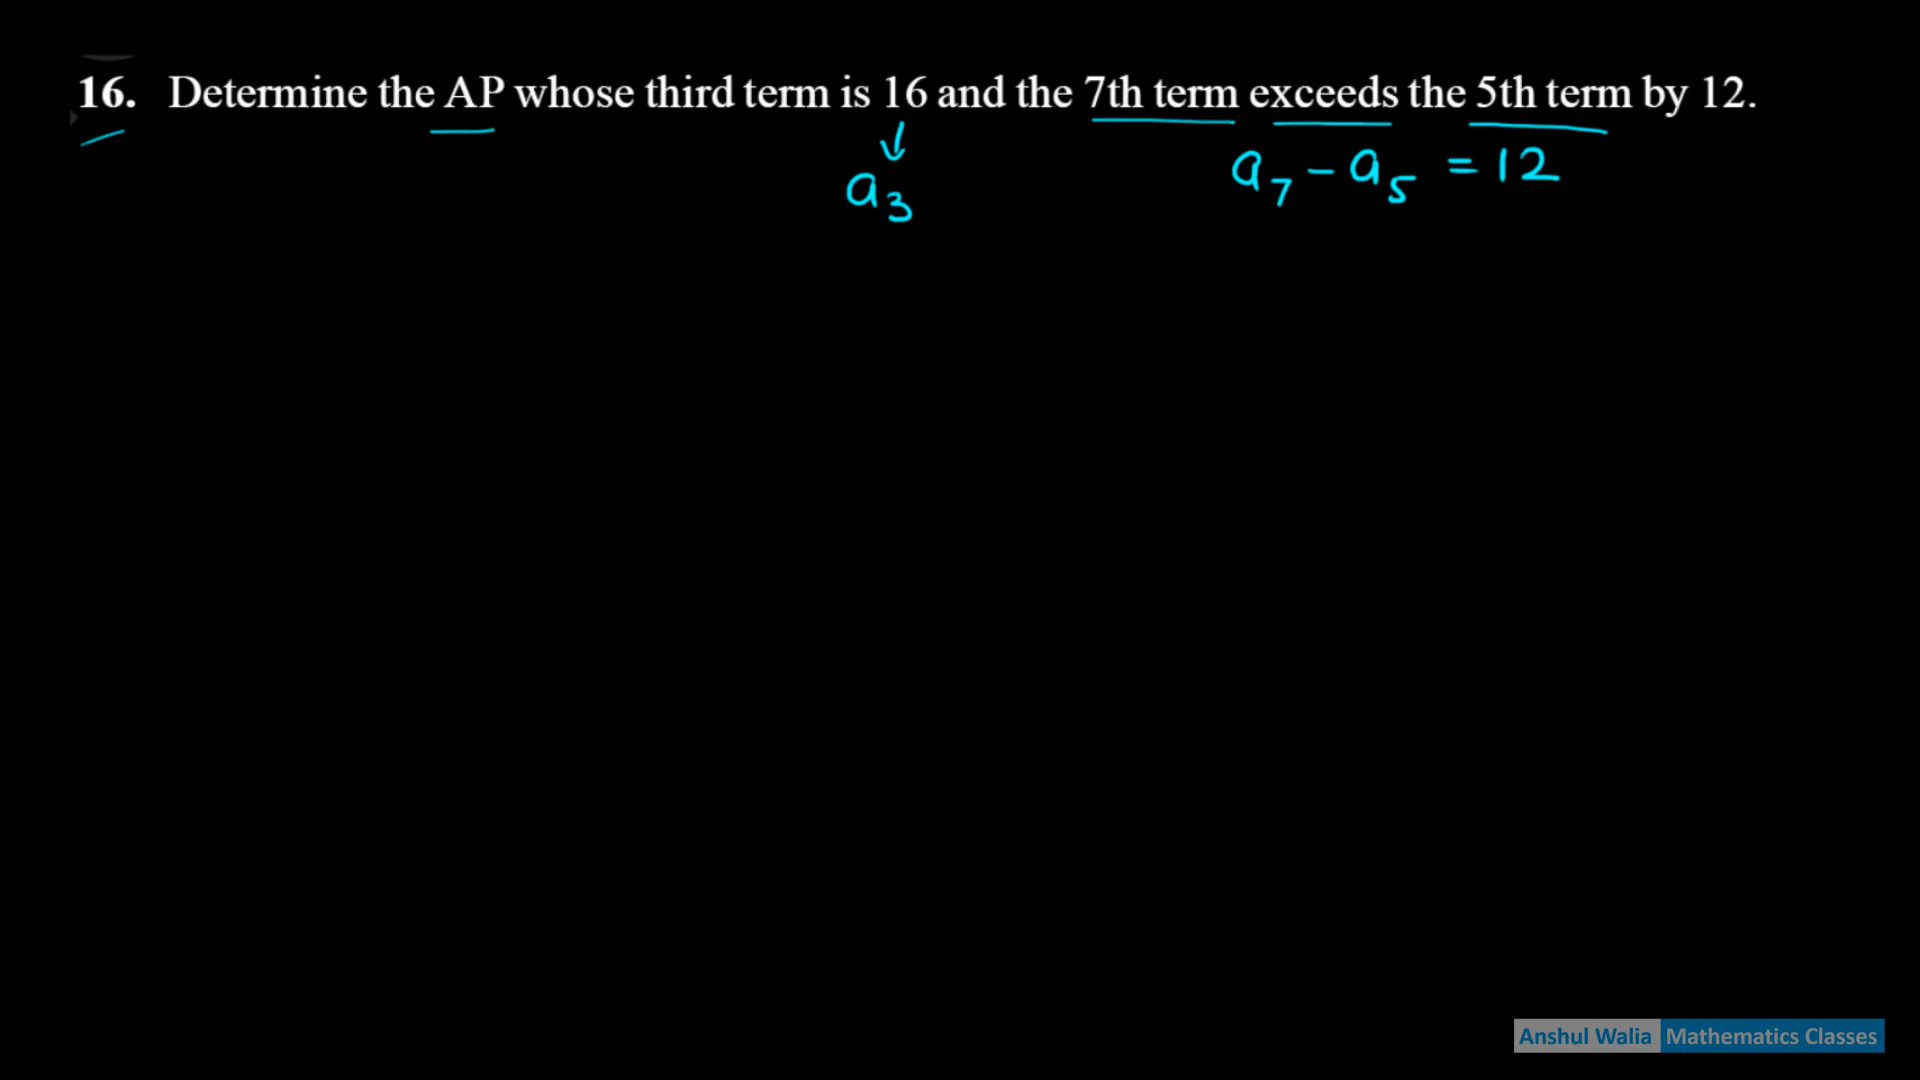 16. Determine the AP whose third term is 16 and the 7th term exceeds the 5th term by 12.
a₃ a₇ - a₅ = 12
Anshul Walia Mathematics Classes